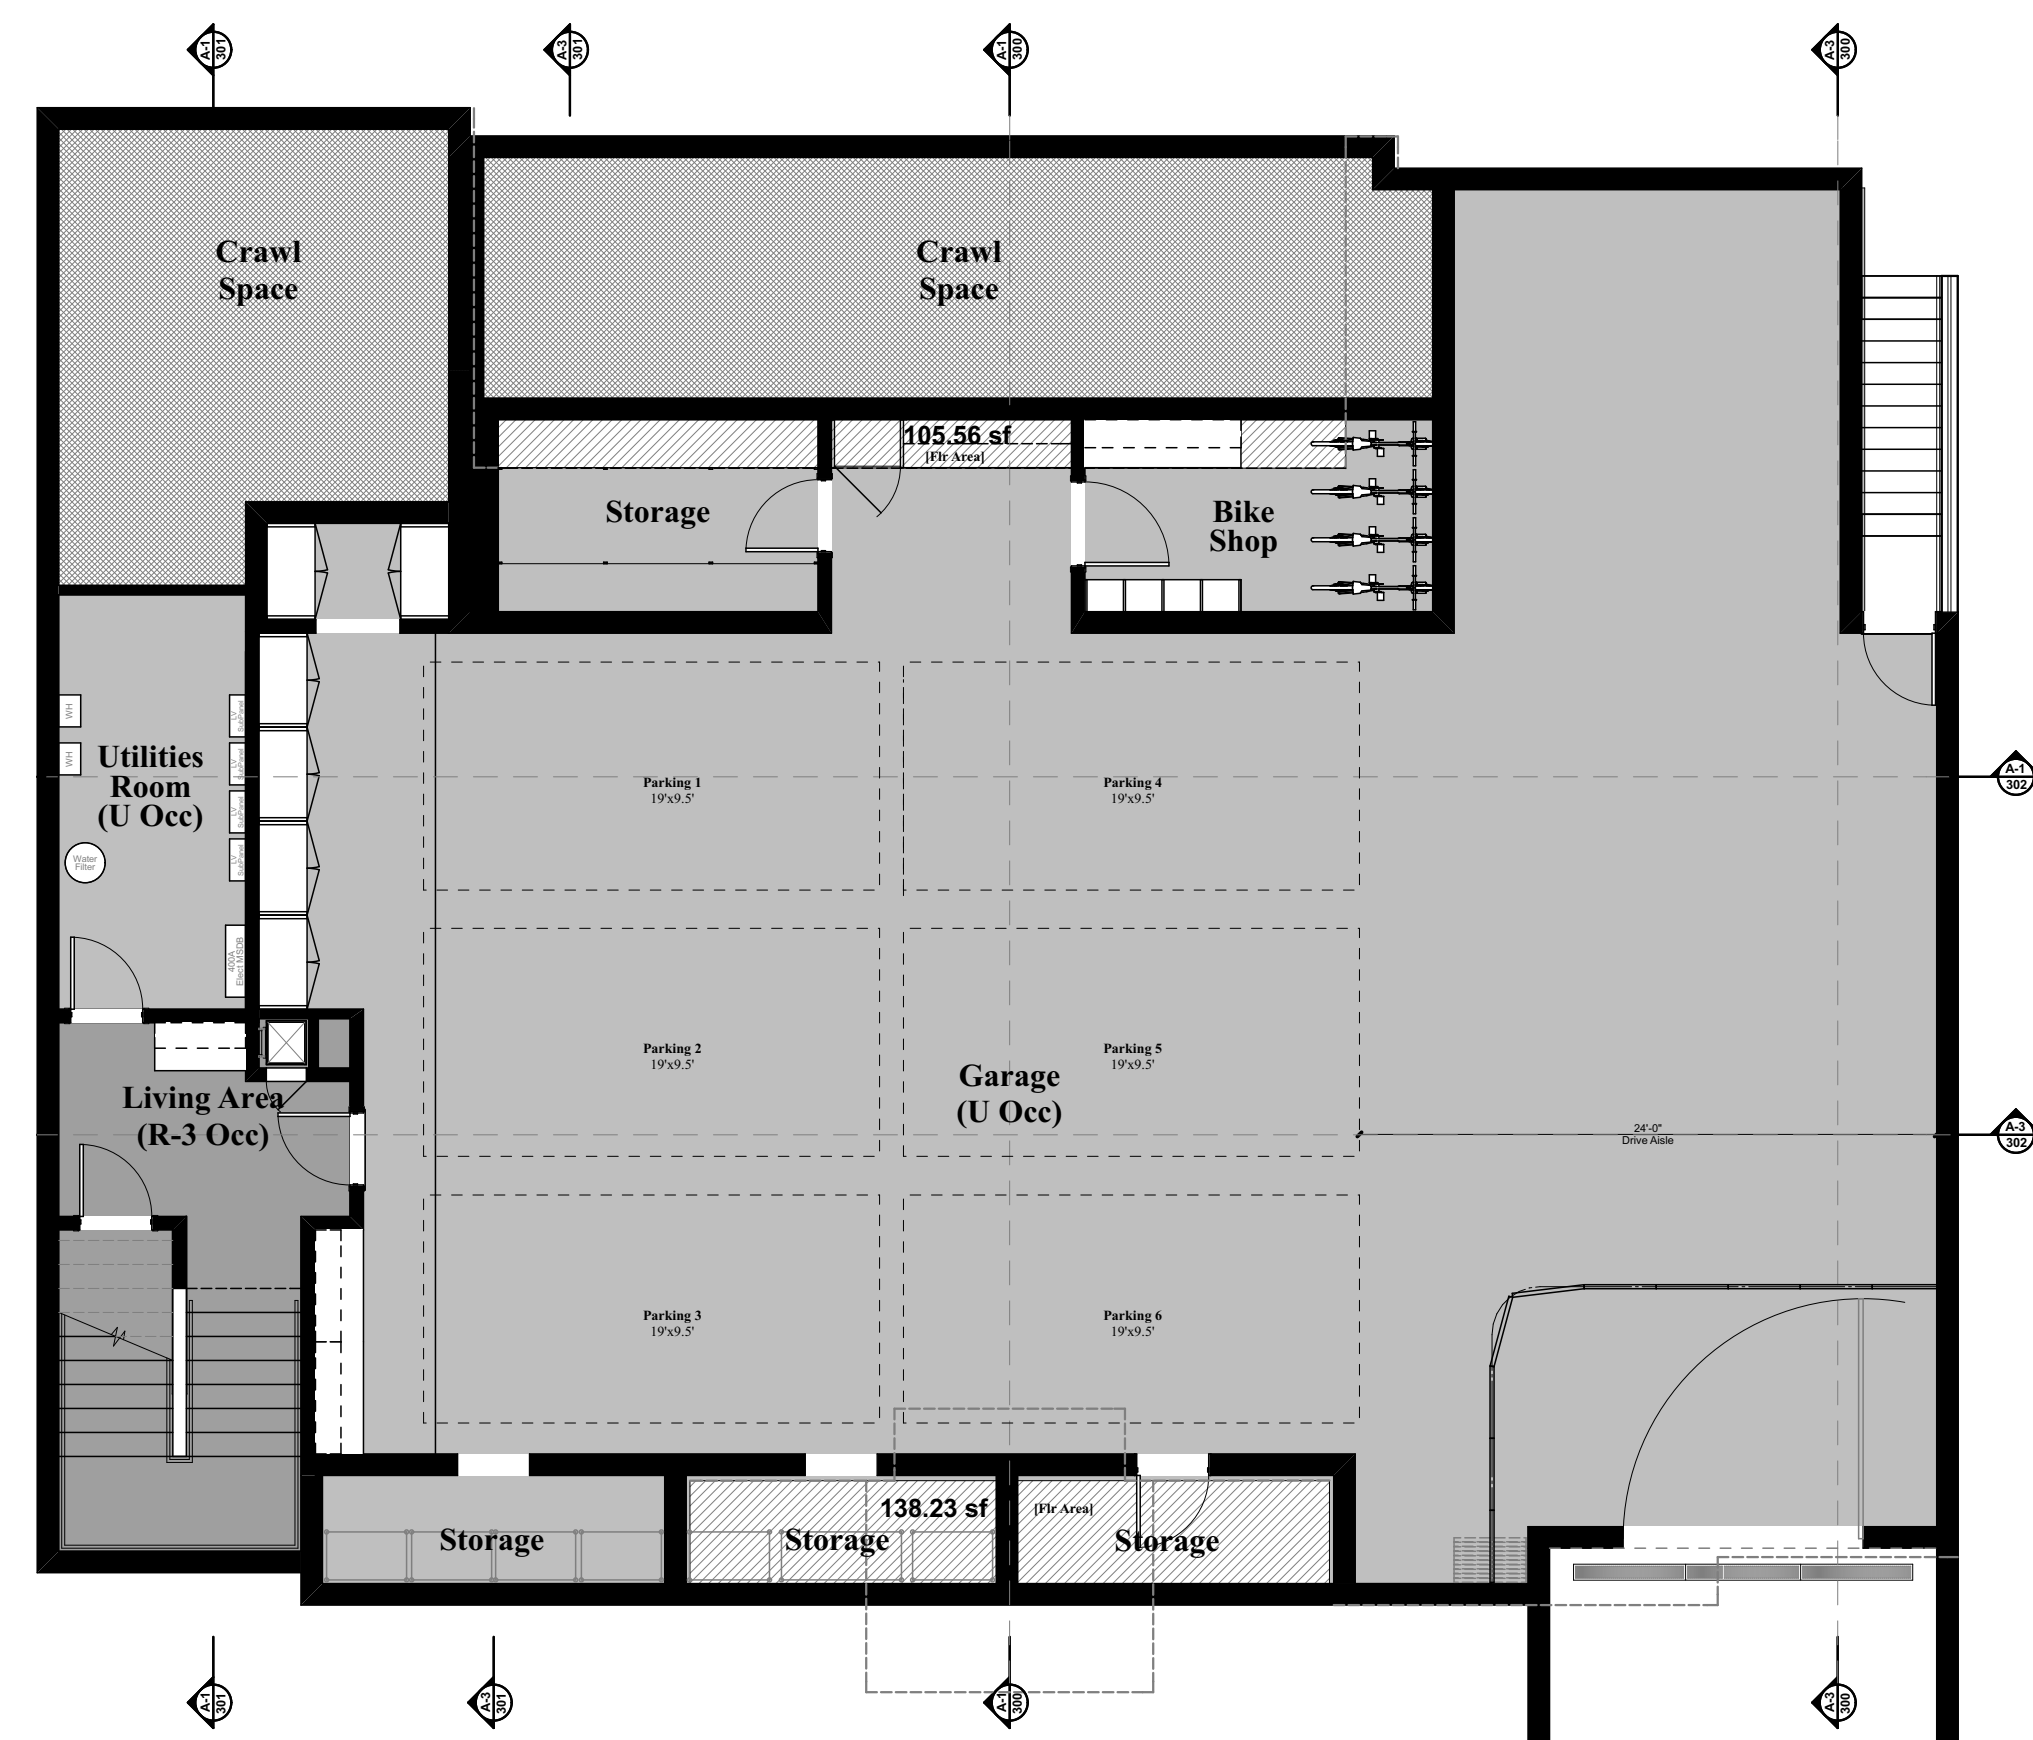 A-1
301
A-3
301
A-1
300
A-3
300
Crawl
Space
Crawl
Space
105.56 sf
[Flr Area]
Storage
Bike
Shop
WH
WH
LV
SubPanel
LV
SubPanel
LV
SubPanel
LV
SubPanel
Utilities
Room
(U Occ)
Water
Filter
400A
Elect MSDB
Parking 1
19'x9.5'
Parking 4
19'x9.5'
A-1
302
Parking 2
19'x9.5'
Parking 5
19'x9.5'
Garage
(U Occ)
Living Area
(R-3 Occ)
24'-0"
Drive Aisle
A-3
302
Parking 3
19'x9.5'
Parking 6
19'x9.5'
138.23 sf
[Flr Area]
Storage
Storage
Storage
A-1
301
A-3
301
A-1
300
A-3
300